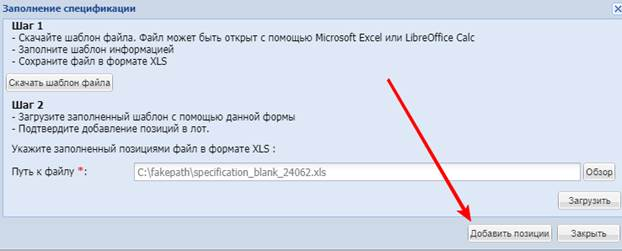 Заполнение спецификации
Шаг 1
- Скачайте шаблон файла. Файл может быть открыт с помощью Microsoft Excel или LibreOffice Calc
- Заполните шаблон информацией
- Сохраните файл в формате XLS
Скачать шаблон файла
Шаг 2
- Загрузите заполненный шаблон с помощью данной формы
- Подтвердите добавление позиций в лот.
Укажите заполненный позициями файл в формате XLS :
Путь к файлу *: C:\fakepath\specification_blank_24062.xls Обзор
Загрузить
Добавить позиции Закрыть